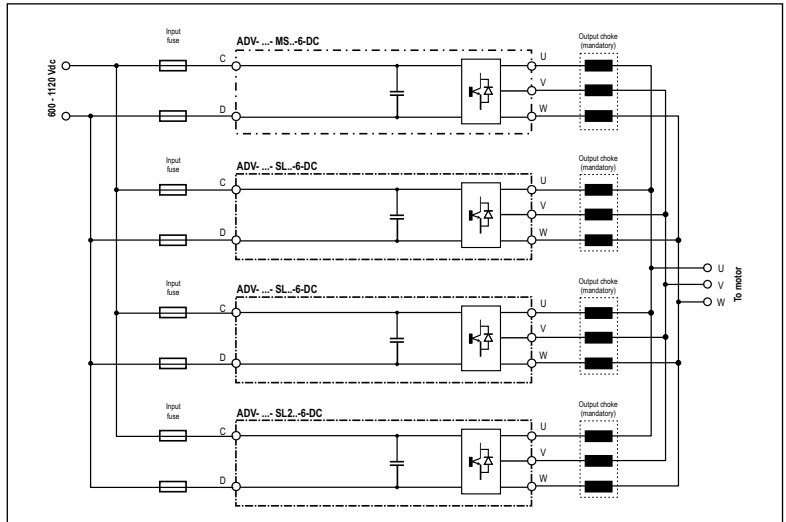 600 - 1120 Vdc
Input
fuse
ADV- ...- MS..-6-DC
C
D
U
V
W
Output choke
(mandatory)
Input
fuse
ADV- ...- SL..-6-DC
C
D
U
V
W
Output choke
(mandatory)
Input
fuse
ADV- ...- SL..-6-DC
C
D
U
V
W
Output choke
(mandatory)
Input
fuse
ADV- ...- SL2..-6-DC
C
D
U
V
W
Output choke
(mandatory)
U
V
W
To motor